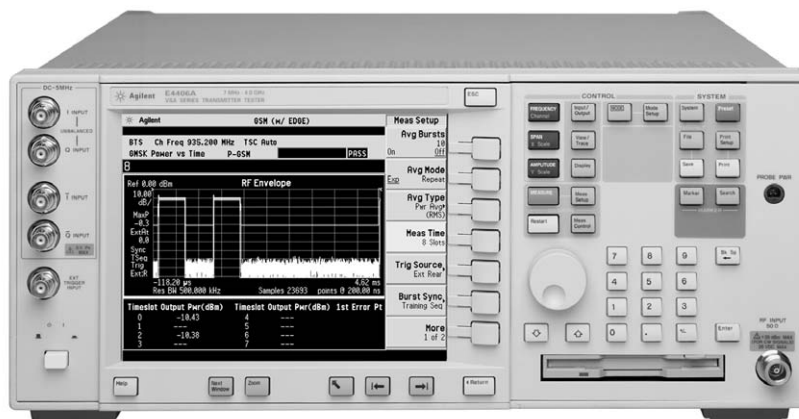 DC-5MHz
I INPUT
UNBALANCED
Q INPUT
I INPUT
Q INPUT
EXT
TRIGGER
INPUT
O I
Agilent E4406A 7 MHz - 4.0 GHz
VSA SERIES TRANSMITTER TESTER
ESC
Agilent GSM (w/ EDGE)
BTS Ch Freq 935.200 MHz TSC Auto
GMSK Power vs Time P-GSM PASS
Ref 0.00 dBm RF Envelope
10.00
dB/
MaxP
-0.3
ExtAt
0.0
Sync
TSeq
Trig
Ext:R
-118.20 µs 4.62 ms
Res BW 500.000 kHz Samples 23693 points @ 200.00 ns
Timeslot Output Pwr(dBm) Timeslot Output Pwr(dBm) 1st Error Pt
0 -10.43 4 ---
1 --- 5 ---
2 -10.38 6 ---
3 --- 7 ---
Meas Setup
Avg Bursts
10
On Off
Avg Mode
Exp Repeat
Avg Type
Pwr Avg
(RMS)
Meas Time
8 Slots
Trig Source
Ext Rear
Burst Sync
Training Seq
More
1 of 2
Help
Next
Window
Zoom
Return
CONTROL
SYSTEM
FREQUENCY
Channel
Input/
Output
MODE
Mode
Setup
System
Preset
SPAN
X Scale
View/
Trace
File
Print
Setup
AMPLITUDE
Y Scale
Display
Save
Print
MEASURE
Meas
Setup
Marker
Search
MARKER
Restart
Meas
Control
7 8 9 Bk Sp
4 5 6
1 2 3
0 . Enter
PROBE PWR
RF INPUT
50 Ω